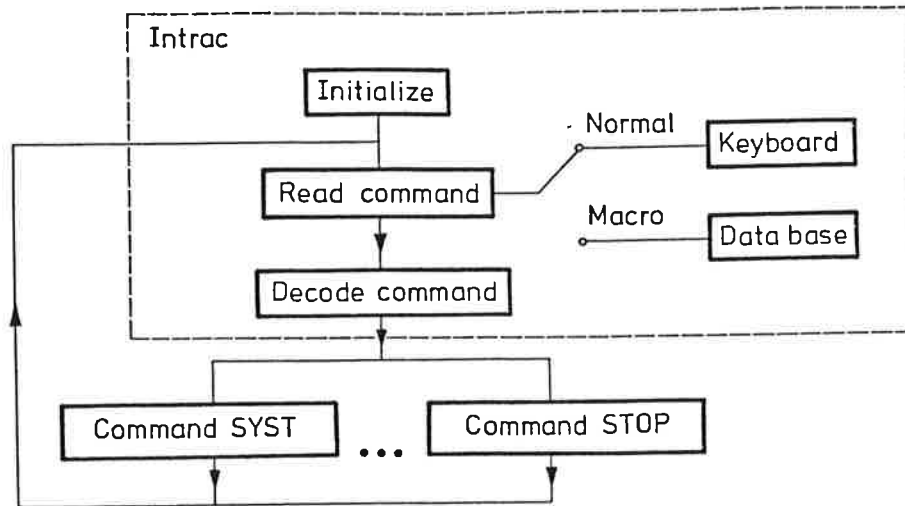 Intrac
Initialize
Normal
Keyboard
Read command
Macro
Data base
Decode command
Command SYST
...
Command STOP